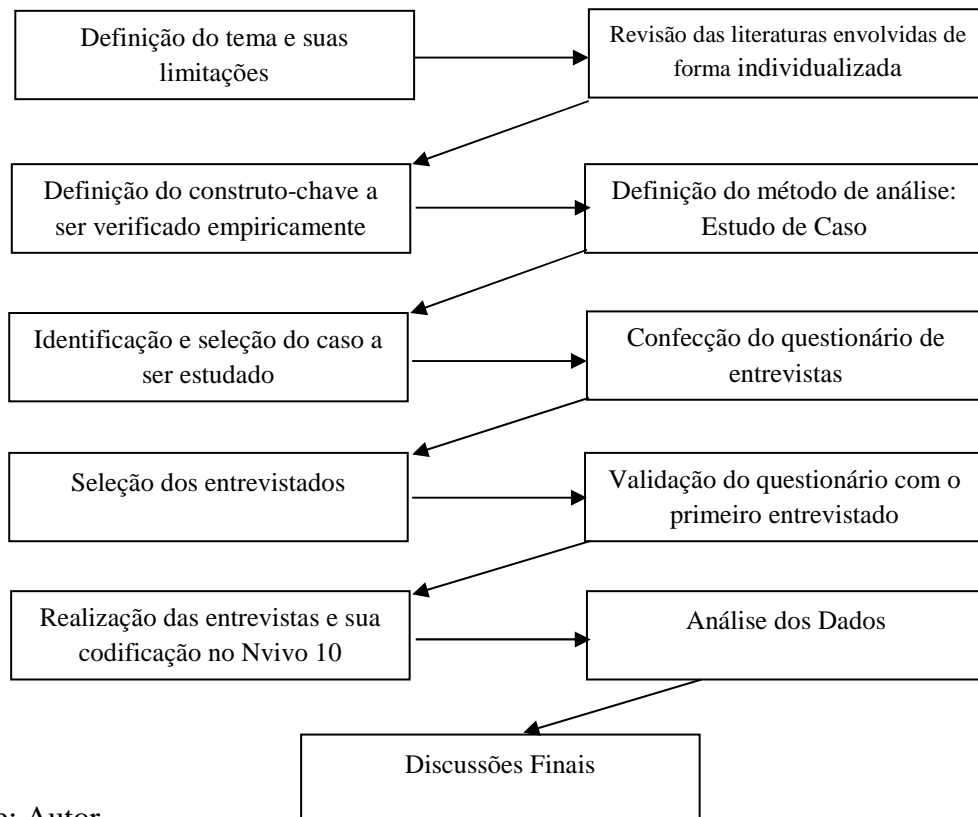 Definição do tema e suas
limitações
Revisão das literaturas envolvidas de
forma individualizada
Definição do construto-chave a
ser verificado empiricamente
Definição do método de análise:
Estudo de Caso
Identificação e seleção do caso a
ser estudado
Confecção do questionário de
entrevistas
Seleção dos entrevistados
Validação do questionário com o
primeiro entrevistado
Realização das entrevistas e sua
codificação no Nvivo 10
Análise dos Dados
Discussões Finais
: Autor